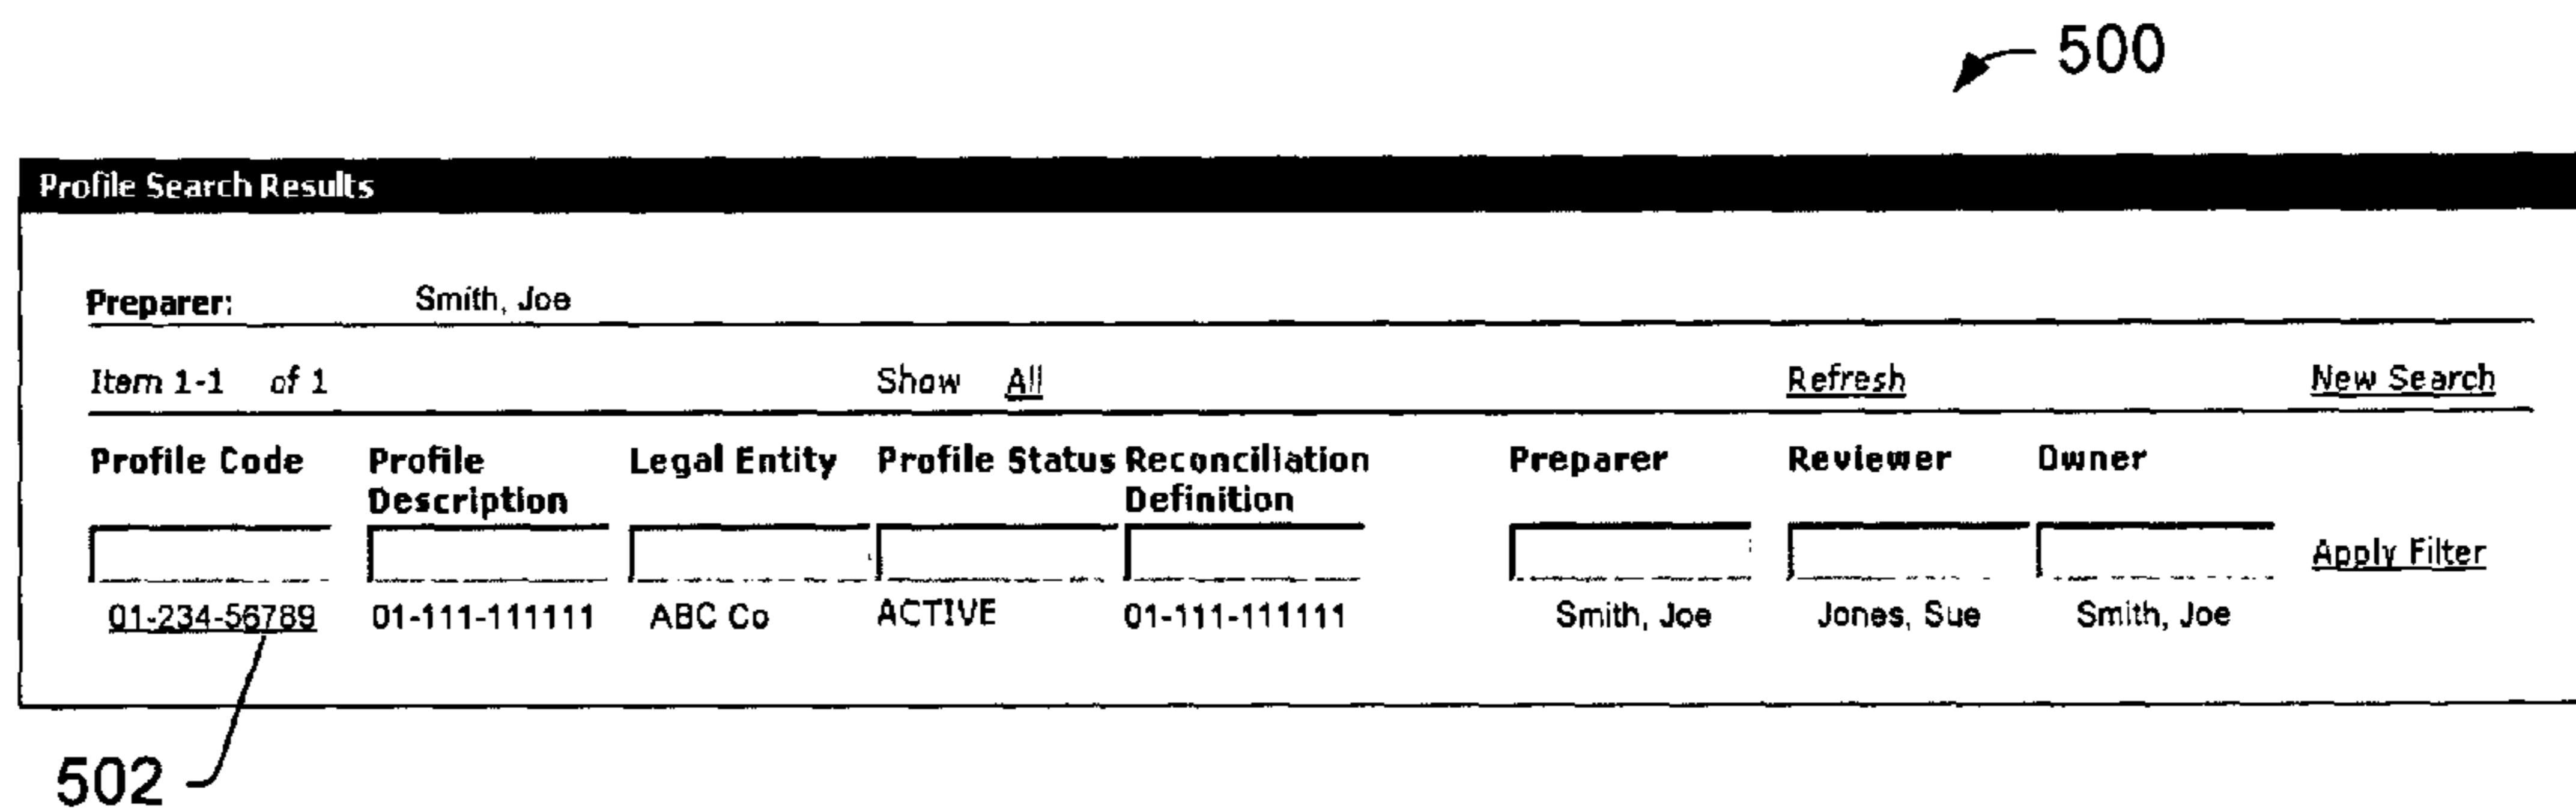 500
Profile Search Results
Preparer: Smith, Joe
Item 1-1 of 1 Show All Refresh New Search
Profile Code Profile Legal Entity Profile Status Reconciliation Preparer Reviewer Owner
Description Definition
Apply Filter
01-234-56789 01-111-111111 ABC Co ACTIVE 01-111-111111 Smith, Joe Jones, Sue Smith, Joe
502